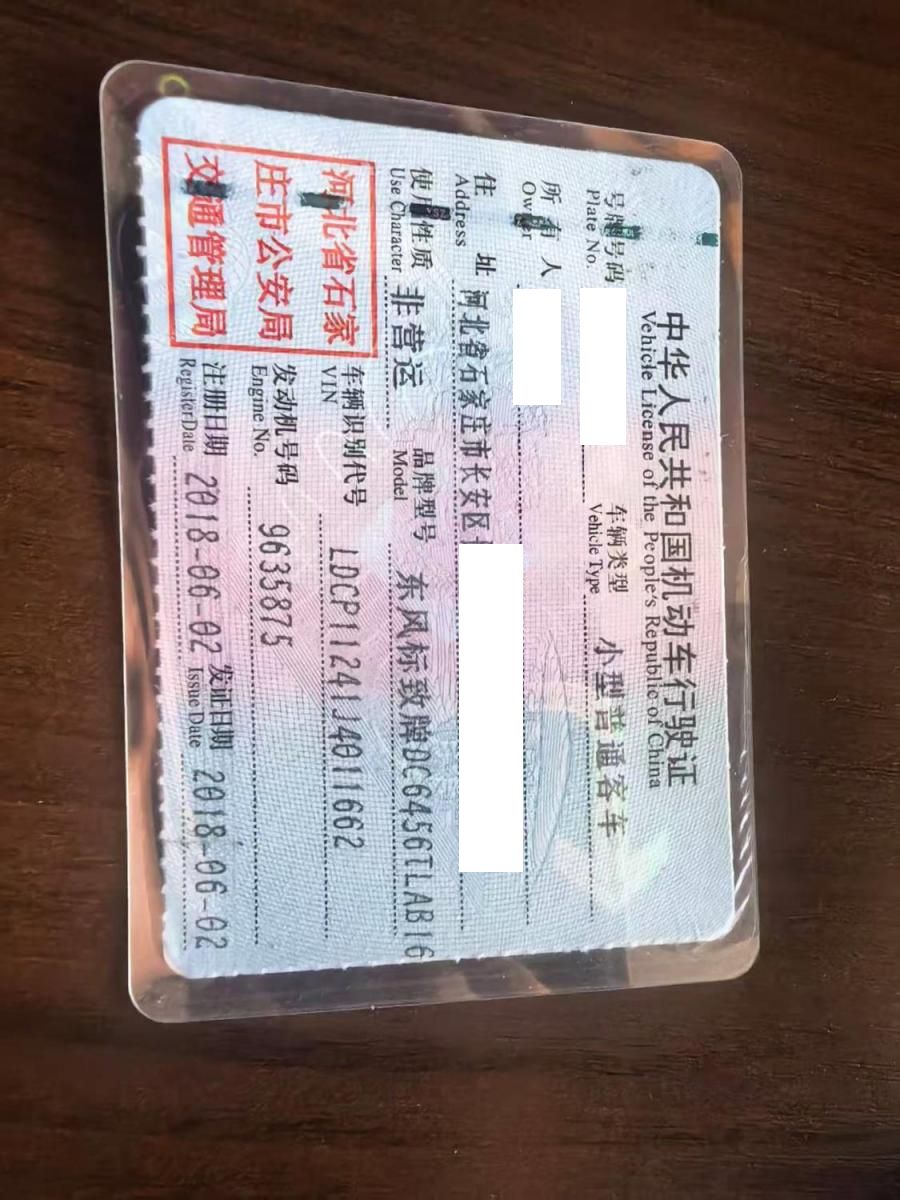 中华人民共和国机动车行驶证
Vehicle License of the People's Republic of China
号牌号码
Plate No.
车辆类型 小型普通客车
Vehicle Type
所有人
Owner
住址 河北省石家庄市长安区
Address
使用性质 非营运
Use Character
品牌型号 东风标致牌DC6456TLAB16
Model
河北省石家
庄市公安局
交通管理局
车辆识别代号 LDCP11241J4011662
VIN
发动机号码 9635875
Engine No.
注册日期 2018-06-02
Register Date
发证日期 2018-06-02
Issue Date